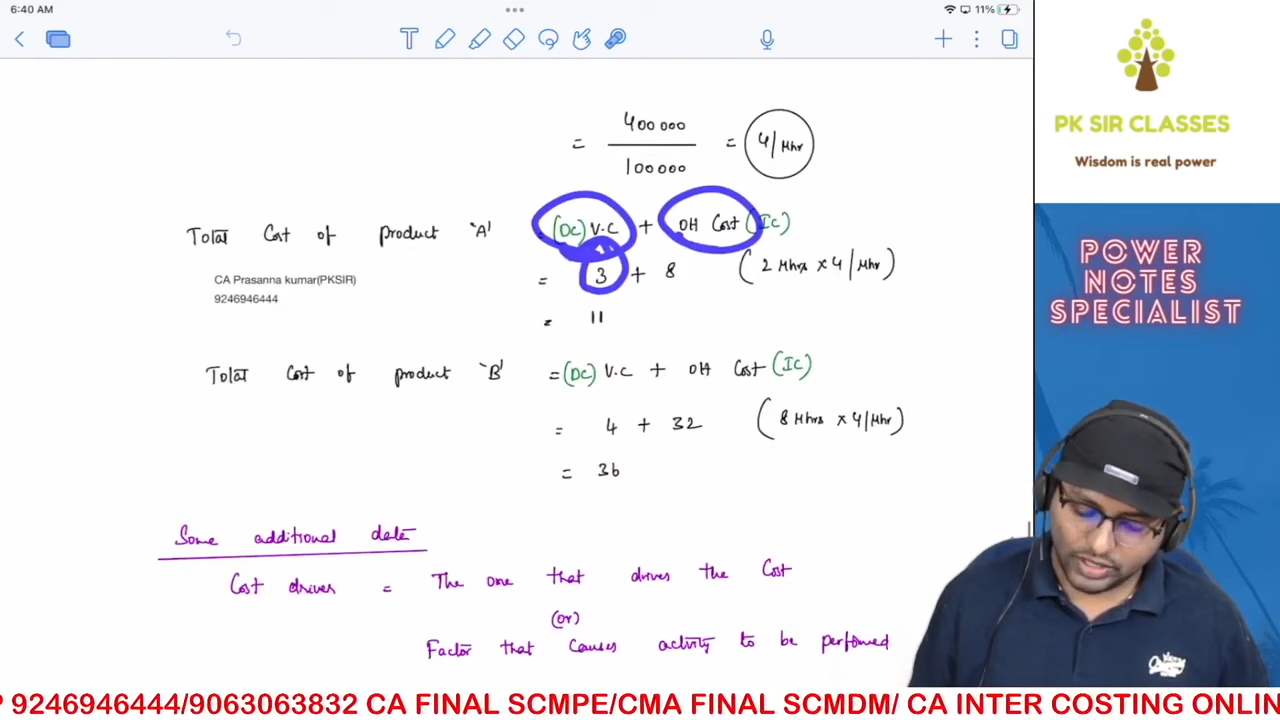 6:40 AM
11%
T
400 000
= ———— = 4/Mhr
100 000
Total Cost of product 'A' = (DC) V.C + OH Cost (IC)
CA Prasanna kumar(PKSIR)
= 3 + 8 (2 Mhrs x 4/Mhr)
9246946444
= 11
Total Cost of product 'B' = (DC) V.C + OH Cost (IC)
= 4 + 32 (8 Mhrs x 4/Mhr)
= 36
Some additional data
Cost driver = The one that drives the Cost
(or)
Factor that causes activity to be performed
PK SIR CLASSES
Wisdom is real power
POWER
NOTES
SPECIALIST
P 9246946444/9063063832 CA FINAL SCMPE/CMA FINAL SCMDM/ CA INTER COSTING ONLIN